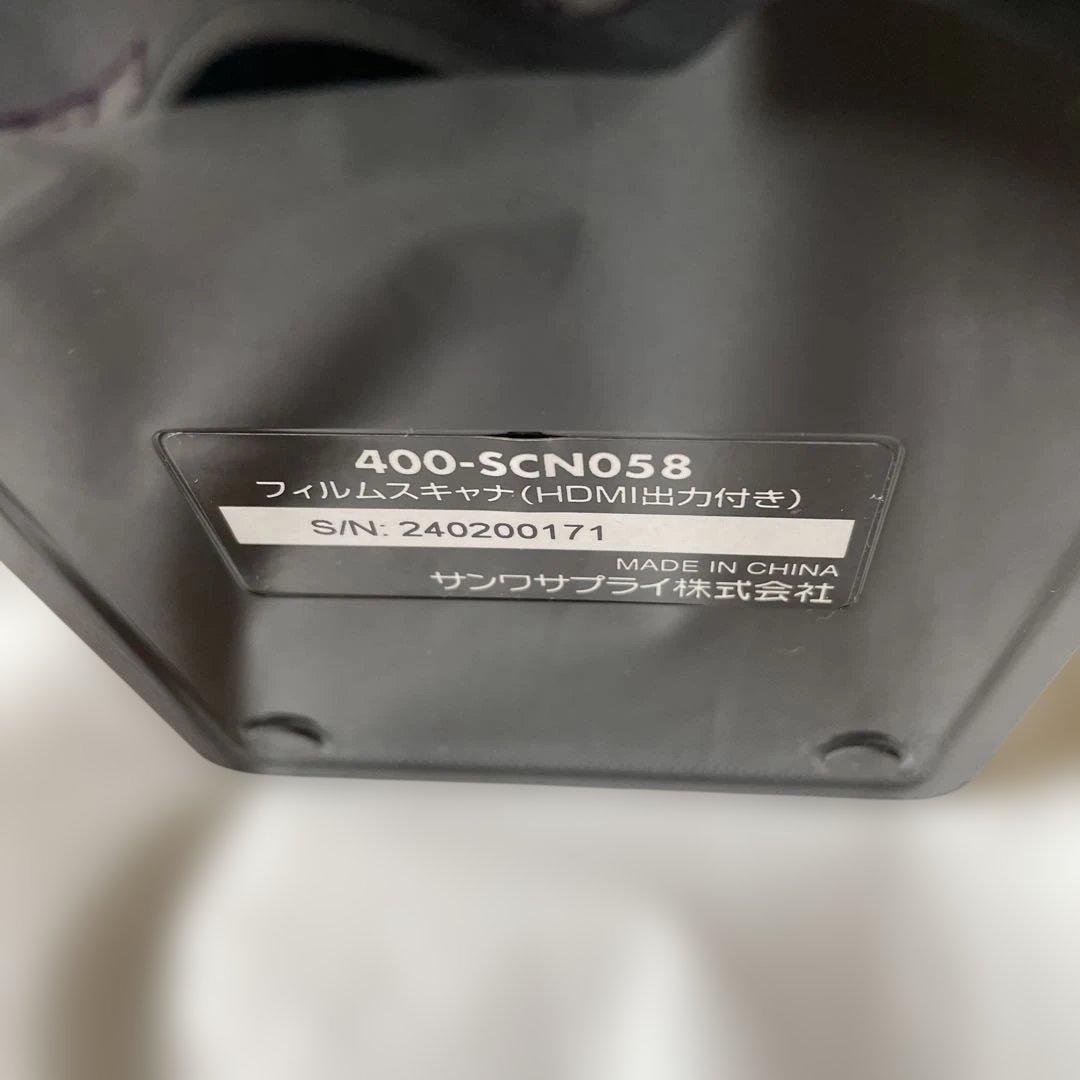 400-SCN058
フィルムスキャナ(HDMI出力付き)
S/N: 240200171
MADE IN CHINA
サンワサプライ株式会社